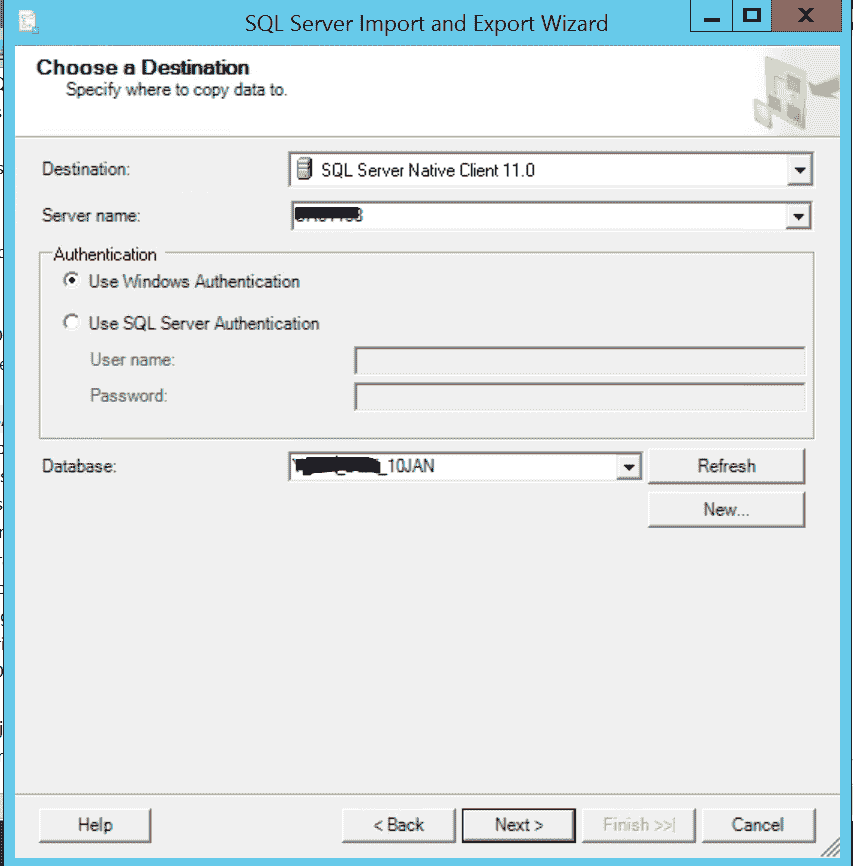 SQL Server Import and Export Wizard
Choose a Destination
Specify where to copy data to.
Destination:
SQL Server Native Client 11.0
Server name:
Authentication
Use Windows Authentication
Use SQL Server Authentication
User name:
Password:
Database:
_10JAN
Refresh
New...
Help
< Back
Next >
Finish >>|
Cancel